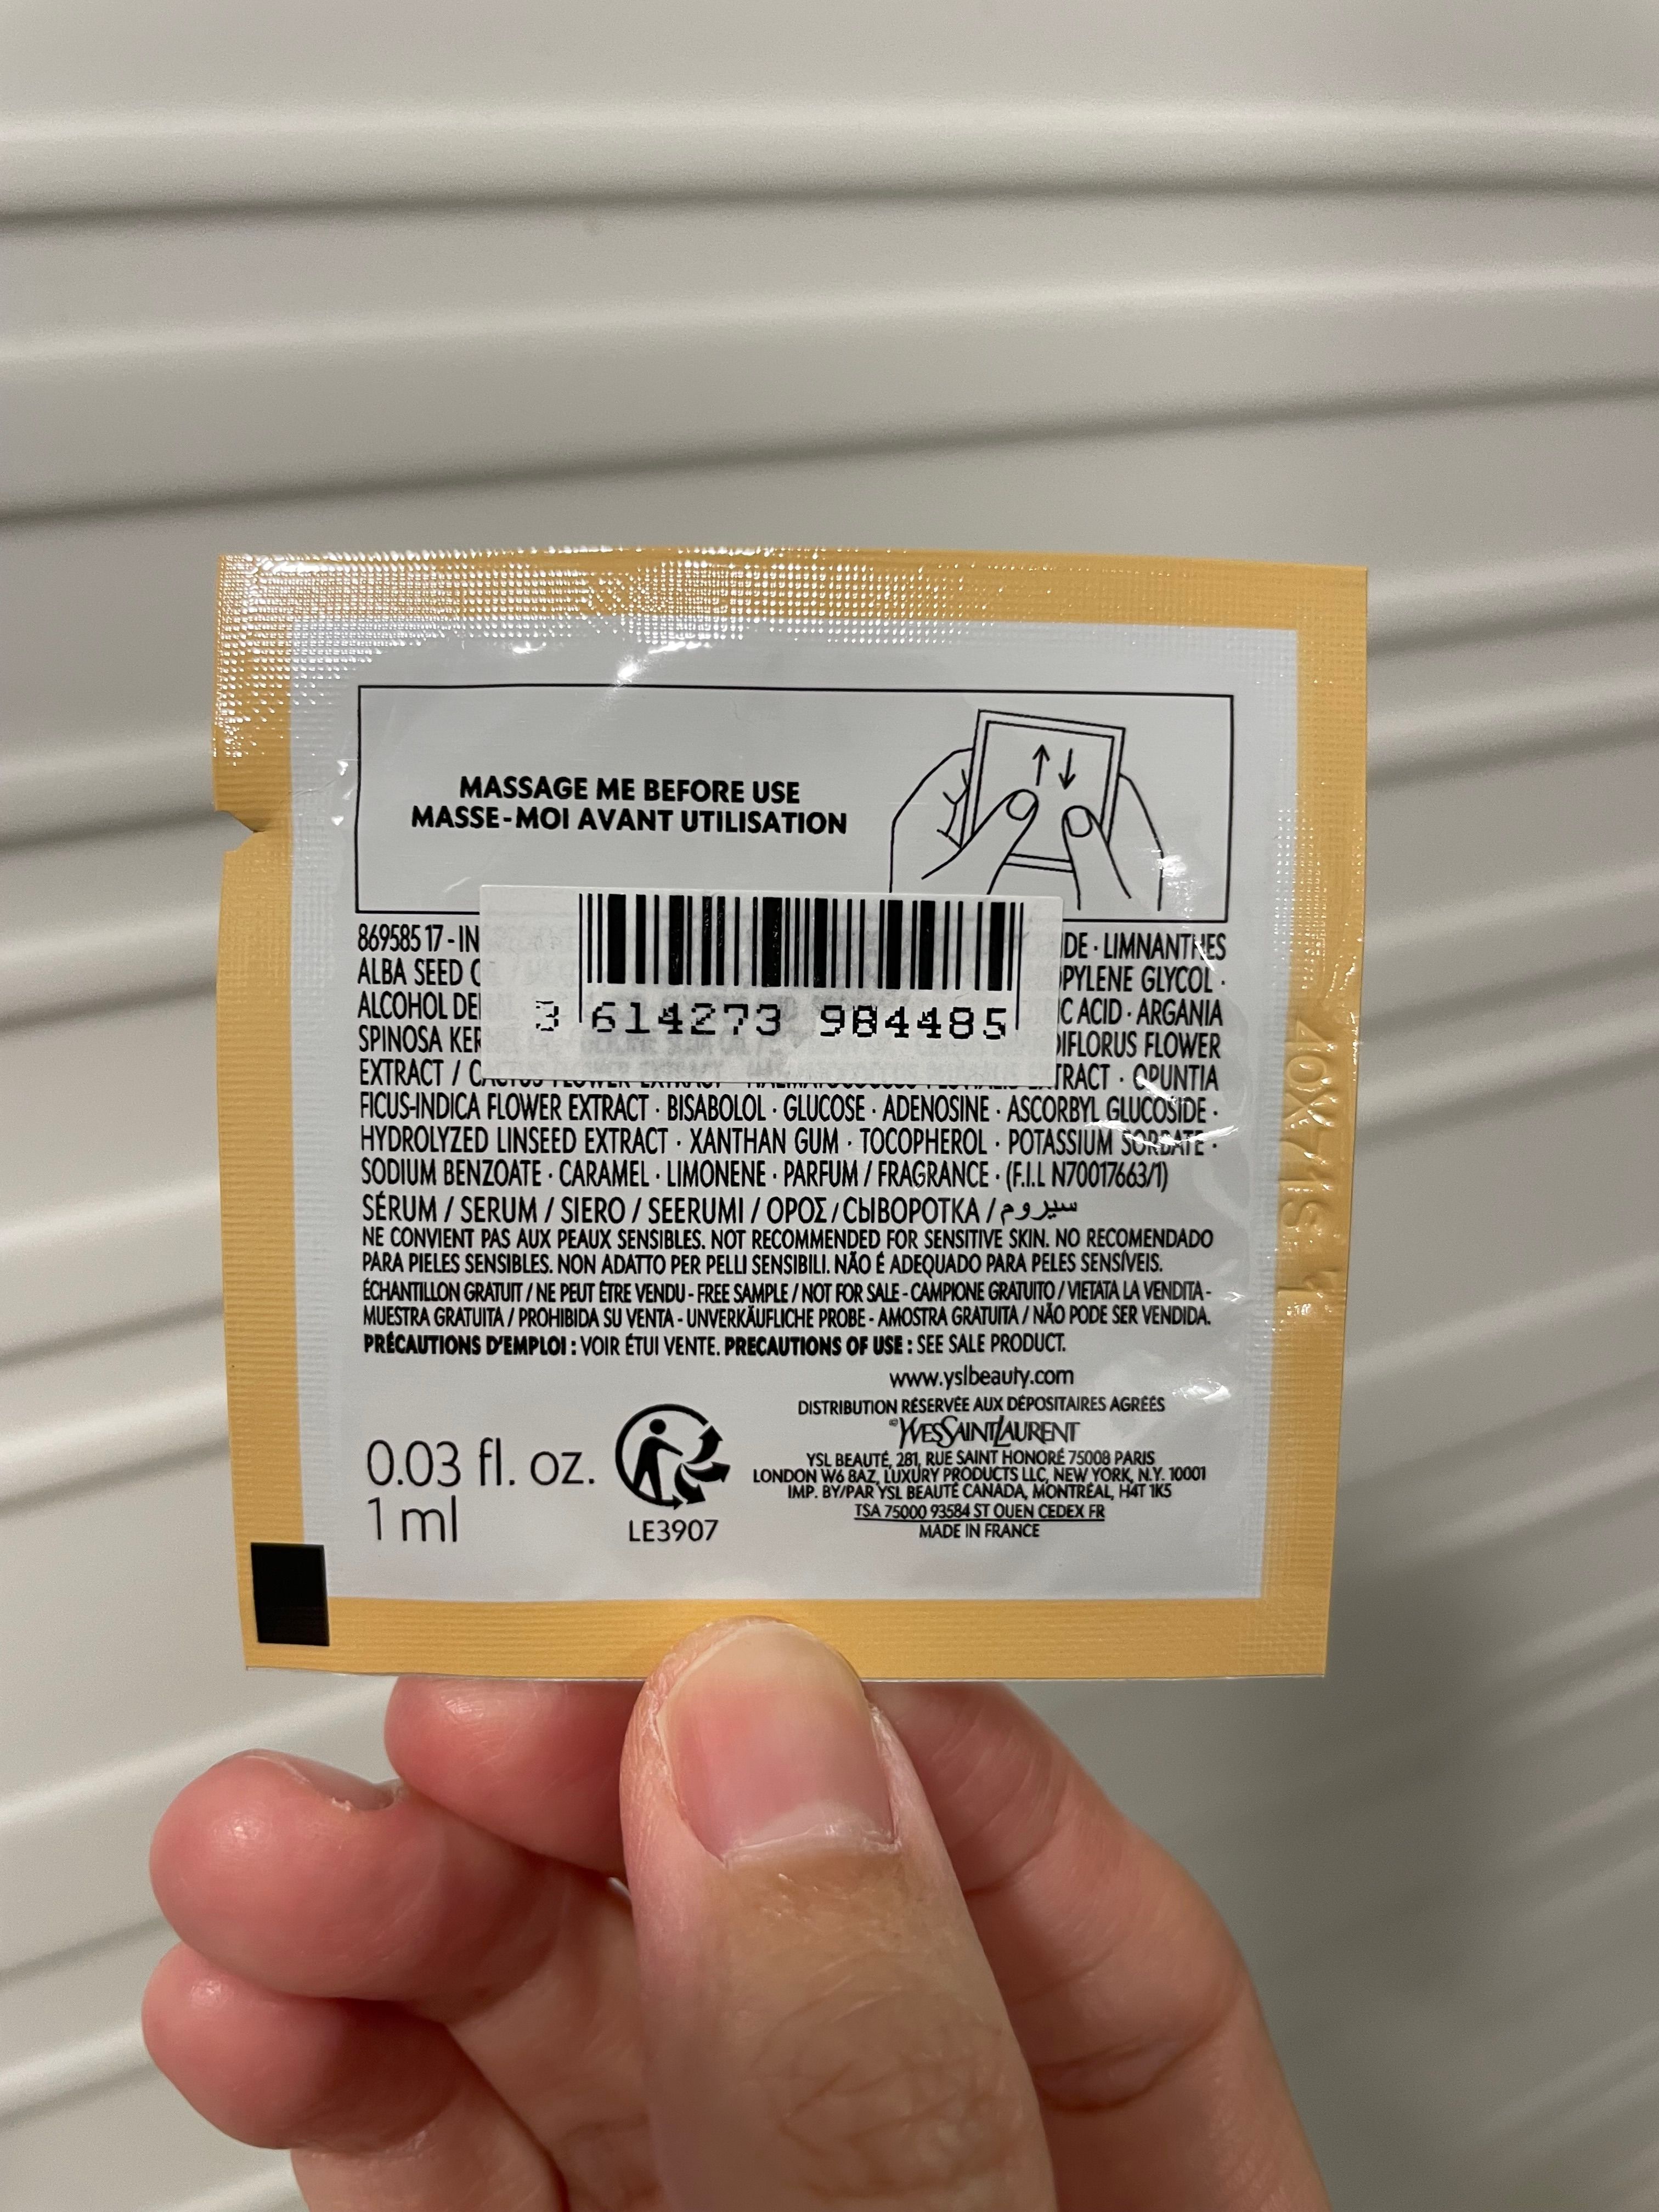 MASSAGE ME BEFORE USE
MASSE-MOI AVANT UTILISATION
869585 17 - IDE · LIMNANTHES
ALBA SEED
ALCOHOL GLYCOL ·
SPINOSA ACID · ARGANIA
FLOWER
EXTRACT / CACTUS FLOWER EXTRACT · OPUNTIA
3 614273 984485
FICUS-INDICA FLOWER EXTRACT · BISABOLOL · GLUCOSE · ADENOSINE · ASCORBYL GLUCOSIDE ·
HYDROLYZED LINSEED EXTRACT · XANTHAN GUM · TOCOPHEROL · POTASSIUM SORBATE ·
SODIUM BENZOATE · CARAMEL · LIMONENE · PARFUM / FRAGRANCE · (F.I.L N70017663/1)
SÉRUM / SERUM / SIERO / SEERUMI / ΟΡΟΣ / СЫВОРОТКА / سيروم
NE CONVIENT PAS AUX PEAUX SENSIBLES. NOT RECOMMENDED FOR SENSITIVE SKIN. NO RECOMENDADO
PARA PIELES SENSIBLES. NON ADATTO PER PELLI SENSIBILI. NÃO É ADEQUADO PARA PELES SENSÍVEIS.
ÉCHANTILLON GRATUIT / NE PEUT ÊTRE VENDU - FREE SAMPLE / NOT FOR SALE - CAMPIONE GRATUITO / VIETATA LA VENDITA -
MUESTRA GRATUITA / PROHIBIDA SU VENTA - UNVERKÄUFLICHE PROBE - AMOSTRA GRATUITA / NÃO PODE SER VENDIDA.
PRÉCAUTIONS D'EMPLOI : VOIR ÉTUI VENTE. PRECAUTIONS OF USE : SEE SALE PRODUCT.
www.yslbeauty.com
DISTRIBUTION RÉSERVÉE AUX DÉPOSITAIRES AGRÉÉS
YVESSAINTLAURENT
YSL BEAUTÉ, 281, RUE SAINT HONORÉ 75008 PARIS
LONDON W6 8AZ, LUXURY PRODUCTS LLC, NEW YORK, N.Y. 10001
IMP. BY/PAR YSL BEAUTÉ CANADA, MONTRÉAL, H4T 1K5
TSA 75000 93584 ST OUEN CEDEX FR
MADE IN FRANCE
0.03 fl. oz.
1 ml
LE3907